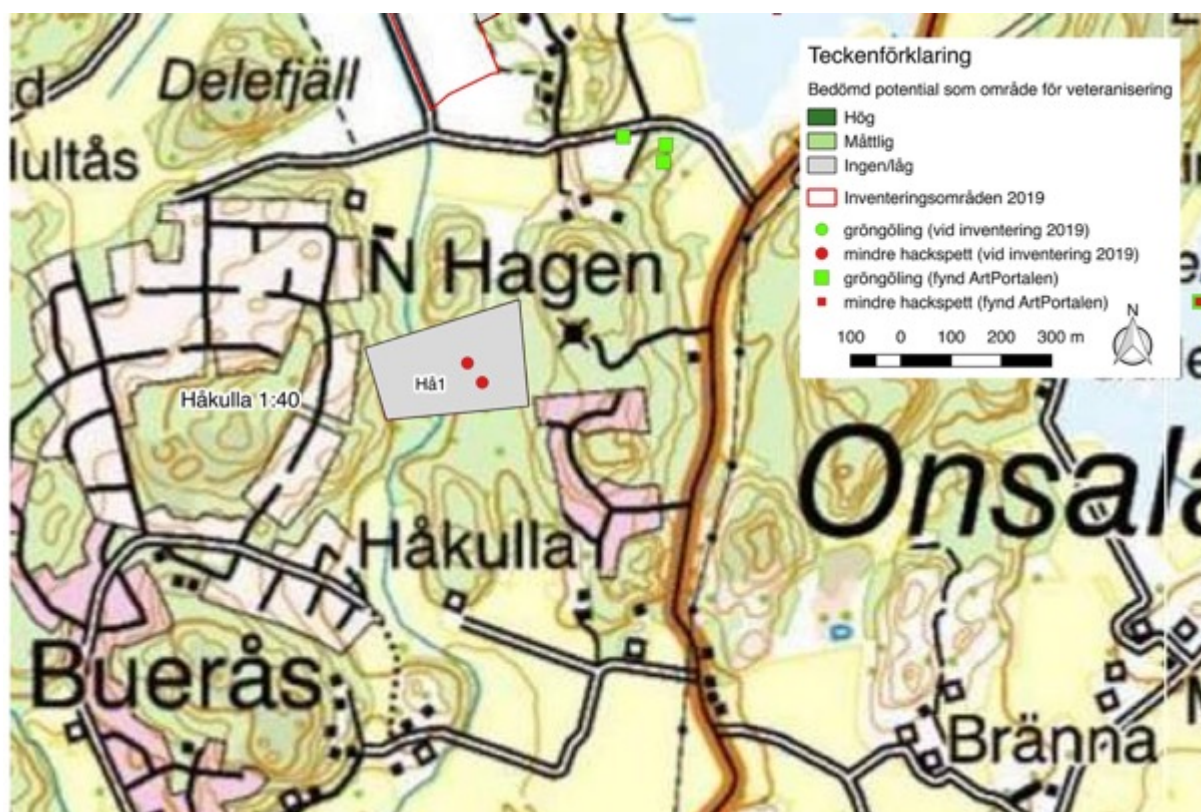 Delefjäll
d
lultås
N Hagen
Hå1
Håkulla 1:40
Håkulla
Buerås
Onsala
Bränna
M
Teckenförklaring
Bedömd potential som område för veteranisering
Hög
Måttlig
Ingen/låg
Inventeringsområden 2019
gröngöling (vid inventering 2019)
mindre hackspett (vid inventering 2019)
gröngöling (fynd ArtPortalen)
mindre hackspett (fynd ArtPortalen)
N
100 0 100 200 300 m